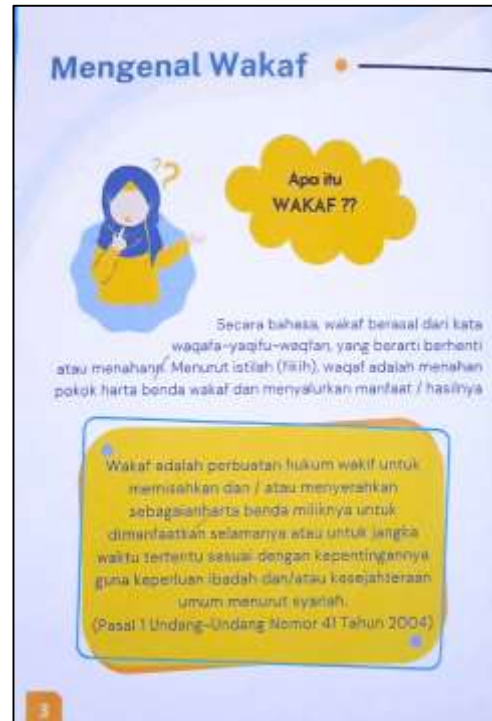 Mengenal Wakaf
??
Apa itu
WAKAF ??
Secara bahasa, wakaf berasal dari kata
waqafa-yaqifu-waqfan, yang berarti berhenti
atau menahan. Menurut istilah (fikih), waqaf adalah menahan
pokok harta benda wakaf dan menyalurkan manfaat / hasilnya
Wakaf adalah perbuatan hukum wakif untuk
memisahkan dan / atau menyerahkan
sebagaianharta benda miliknya untuk
dimanfaatkan selamanya atau untuk jangka
waktu tertentu sesuai dengan kepentingannya
guna keperluan ibadah dan/atau kesejahteraan
umum menurut syariah.
(Pasal 1 Undang-Undang Nomor 41 Tahun 2004)
3